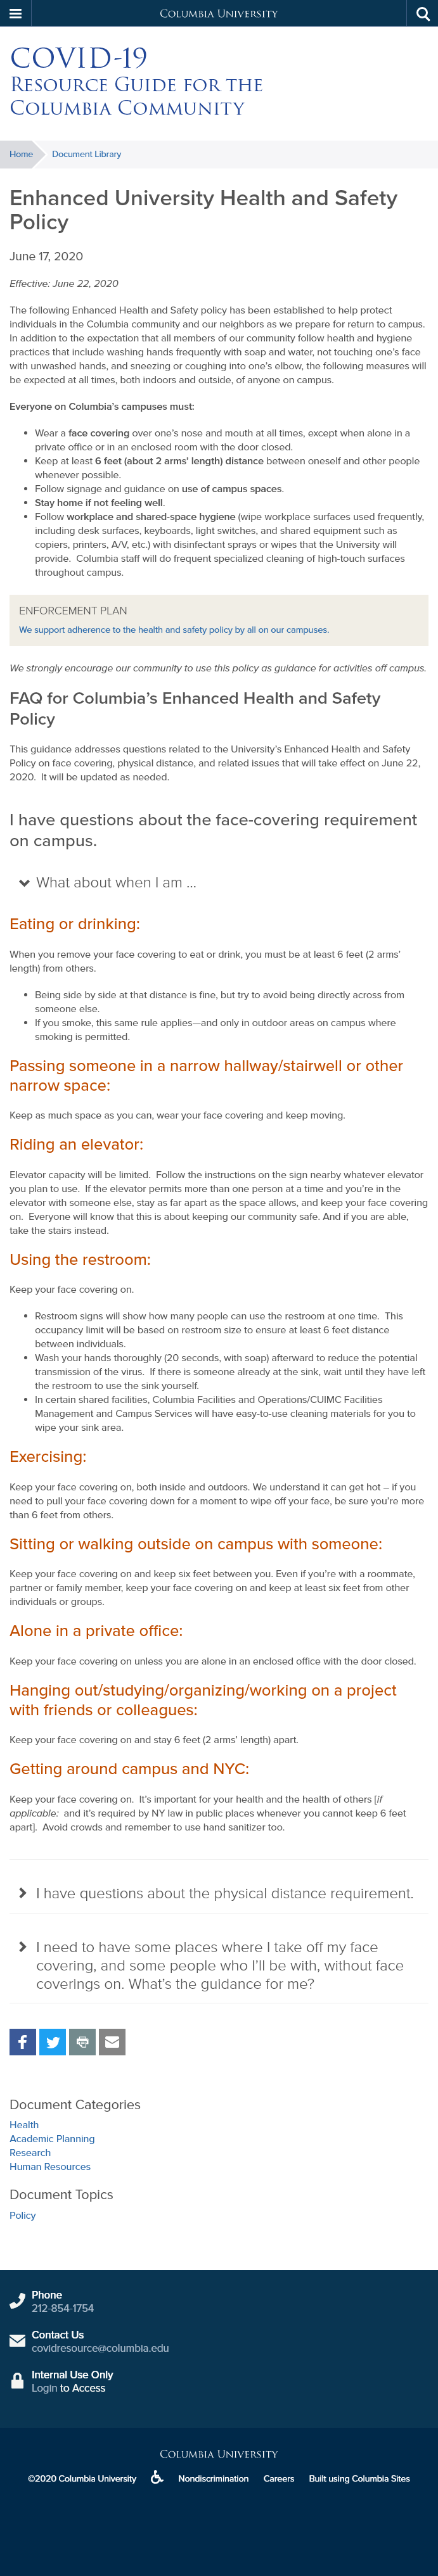 Columbia University
COVID-19
Resource Guide for the
Columbia Community
Home Document Library
Enhanced University Health and Safety
Policy
June 17, 2020
Effective: June 22, 2020
The following Enhanced Health and Safety policy has been established to help protect
individuals in the Columbia community and our neighbors as we prepare for return to campus.
In addition to the expectation that all members of our community follow health and hygiene
practices that include washing hands frequently with soap and water, not touching one's face
with unwashed hands, and sneezing or coughing into one's elbow, the following measures will
be expected at all times, both indoors and outside, of anyone on campus.
Everyone on Columbia's campuses must:
• Wear a face covering over one's nose and mouth at all times, except when alone in a
private office or in an enclosed room with the door closed.
• Keep at least 6 feet (about 2 arms' length) distance between oneself and other people
whenever possible.
• Follow signage and guidance on use of campus spaces.
• Stay home if not feeling well.
• Follow workplace and shared-space hygiene (wipe workplace surfaces used frequently,
including desk surfaces, keyboards, light switches, and shared equipment such as
copiers, printers, A/V, etc.) with disinfectant sprays or wipes that the University will
provide.  Columbia staff will do frequent specialized cleaning of high-touch surfaces
throughout campus.
ENFORCEMENT PLAN
We support adherence to the health and safety policy by all on our campuses.
We strongly encourage our community to use this policy as guidance for activities off campus.
FAQ for Columbia's Enhanced Health and Safety
Policy
This guidance addresses questions related to the University's Enhanced Health and Safety
Policy on face covering, physical distance, and related issues that will take effect on June 22,
2020.  It will be updated as needed.
I have questions about the face-covering requirement
on campus.
What about when I am ...
Eating or drinking:
When you remove your face covering to eat or drink, you must be at least 6 feet (2 arms'
length) from others.
• Being side by side at that distance is fine, but try to avoid being directly across from
someone else.
• If you smoke, this same rule applies—and only in outdoor areas on campus where
smoking is permitted.
Passing someone in a narrow hallway/stairwell or other
narrow space:
Keep as much space as you can, wear your face covering and keep moving.
Riding an elevator:
Elevator capacity will be limited.  Follow the instructions on the sign nearby whatever elevator
you plan to use.  If the elevator permits more than one person at a time and you're in the
elevator with someone else, stay as far apart as the space allows, and keep your face covering
on.  Everyone will know that this is about keeping our community safe. And if you are able,
take the stairs instead.
Using the restroom:
Keep your face covering on.
• Restroom signs will show how many people can use the restroom at one time.  This
occupancy limit will be based on restroom size to ensure at least 6 feet distance
between individuals.
• Wash your hands thoroughly (20 seconds, with soap) afterward to reduce the potential
transmission of the virus.  If there is someone already at the sink, wait until they have left
the restroom to use the sink yourself.
• In certain shared facilities, Columbia Facilities and Operations/CUIMC Facilities
Management and Campus Services will have easy-to-use cleaning materials for you to
wipe your sink area.
Exercising:
Keep your face covering on, both inside and outdoors. We understand it can get hot – if you
need to pull your face covering down for a moment to wipe off your face, be sure you're more
than 6 feet from others.
Sitting or walking outside on campus with someone:
Keep your face covering on and keep six feet between you. Even if you're with a roommate,
partner or family member, keep your face covering on and keep at least six feet from other
individuals or groups.
Alone in a private office:
Keep your face covering on unless you are alone in an enclosed office with the door closed.
Hanging out/studying/organizing/working on a project
with friends or colleagues:
Keep your face covering on and stay 6 feet (2 arms' length) apart.
Getting around campus and NYC:
Keep your face covering on.  It's important for your health and the health of others [if
applicable:  and it's required by NY law in public places whenever you cannot keep 6 feet
apart].  Avoid crowds and remember to use hand sanitizer too.
I have questions about the physical distance requirement.
I need to have some places where I take off my face
covering, and some people who I'll be with, without face
coverings on. What's the guidance for me?
Document Categories
Health
Academic Planning
Research
Human Resources
Document Topics
Policy
Phone
212-854-1754
Contact Us
covidresource@columbia.edu
Internal Use Only
Login to Access
Columbia University
©2020 Columbia University Nondiscrimination Careers Built using Columbia Sites